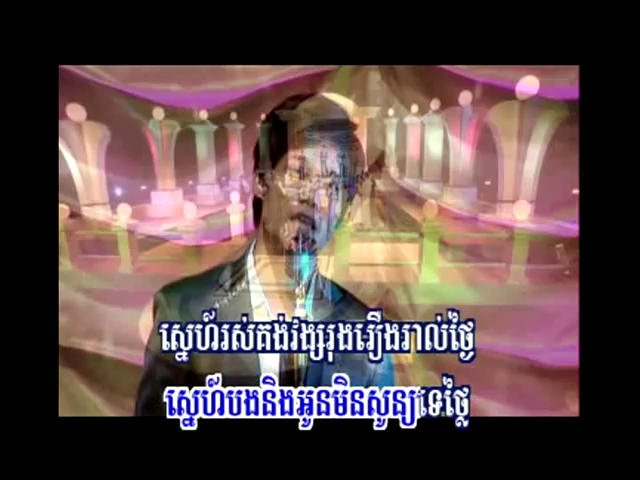 ស្នេហ៍រស់គង់វង្សរុងរឿងរាល់ថ្ងៃ
ស្នេហ៍បងនិងអូនមិនសូន្យទេថ្លៃ